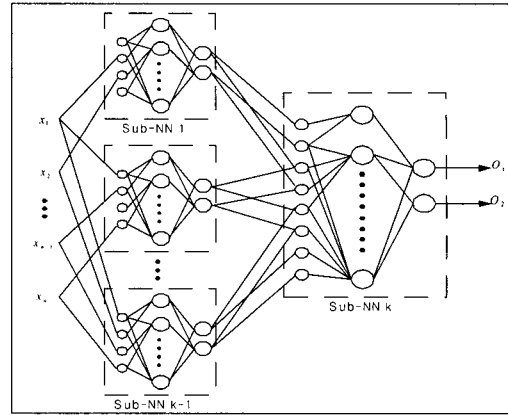 Sub-NN 1
x₁
x₂
O₁
O₂
Sub-NN k
Sub-NN k-1